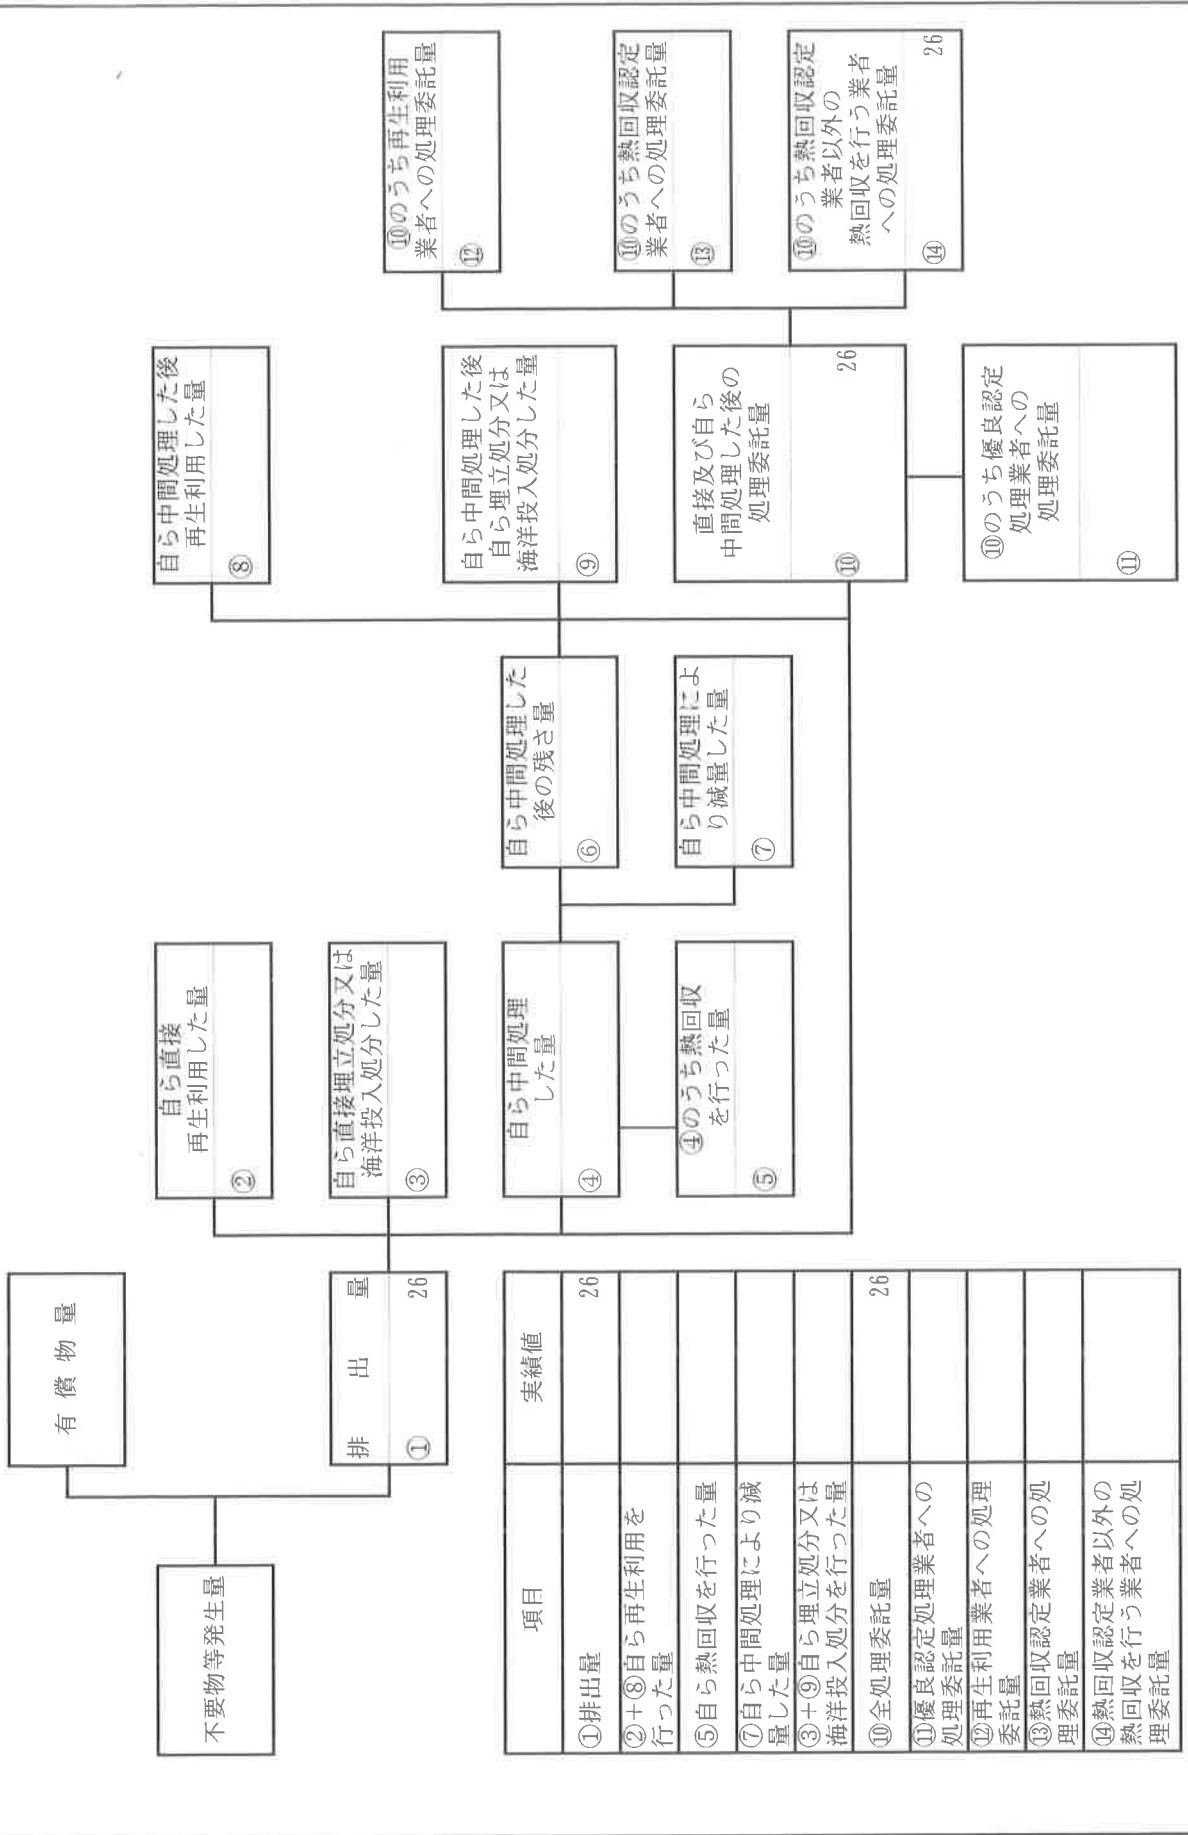 不要物等発生量
有償物量
排出量
① 26
自ら直接
再生利用した量
②
自ら直接埋立処分又は
海洋投入処分した量
③
自ら中間処理
した量
④
④のうち熱回収
を行った量
⑤
自ら中間処理した
後の残さ量
⑥
自ら中間処理によ
り減量した量
⑦
自ら中間処理した後
再生利用した量
⑧
自ら中間処理した後
自ら埋立処分又は
海洋投入処分した量
⑨
直接及び自ら
中間処理した後の
処理委託量
⑩ 26
⑩のうち優良認定
処理業者への
処理委託量
⑪
⑩のうち再生利用
業者への処理委託量
⑫
⑩のうち熱回収認定
業者への処理委託量
⑬
⑩のうち熱回収認定
業者以外の
熱回収を行う業者
への処理委託量
⑭ 26
項目 実績値
①排出量 26
②+⑧自ら再生利用を
行った量
⑤自ら熱回収を行った量
⑦自ら中間処理により減
量した量
③+⑨自ら埋立処分又は
海洋投入処分を行った量
⑩全処理委託量 26
⑪優良認定処理業者への
処理委託量
⑫再生利用業者への処理
委託量
⑬熱回収認定業者への処
理委託量
⑭熱回収認定業者以外の
熱回収を行う業者への処
理委託量